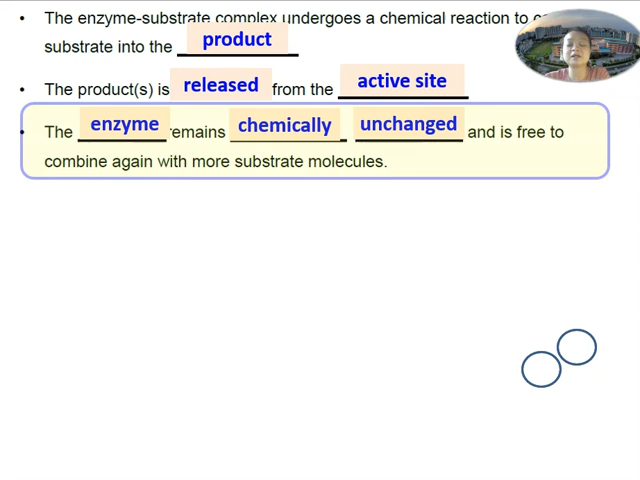 • The enzyme-substrate complex undergoes a chemical reaction to
substrate into the product
• The product(s) is released from the active site
• The enzyme remains chemically unchanged and is free to
combine again with more substrate molecules.